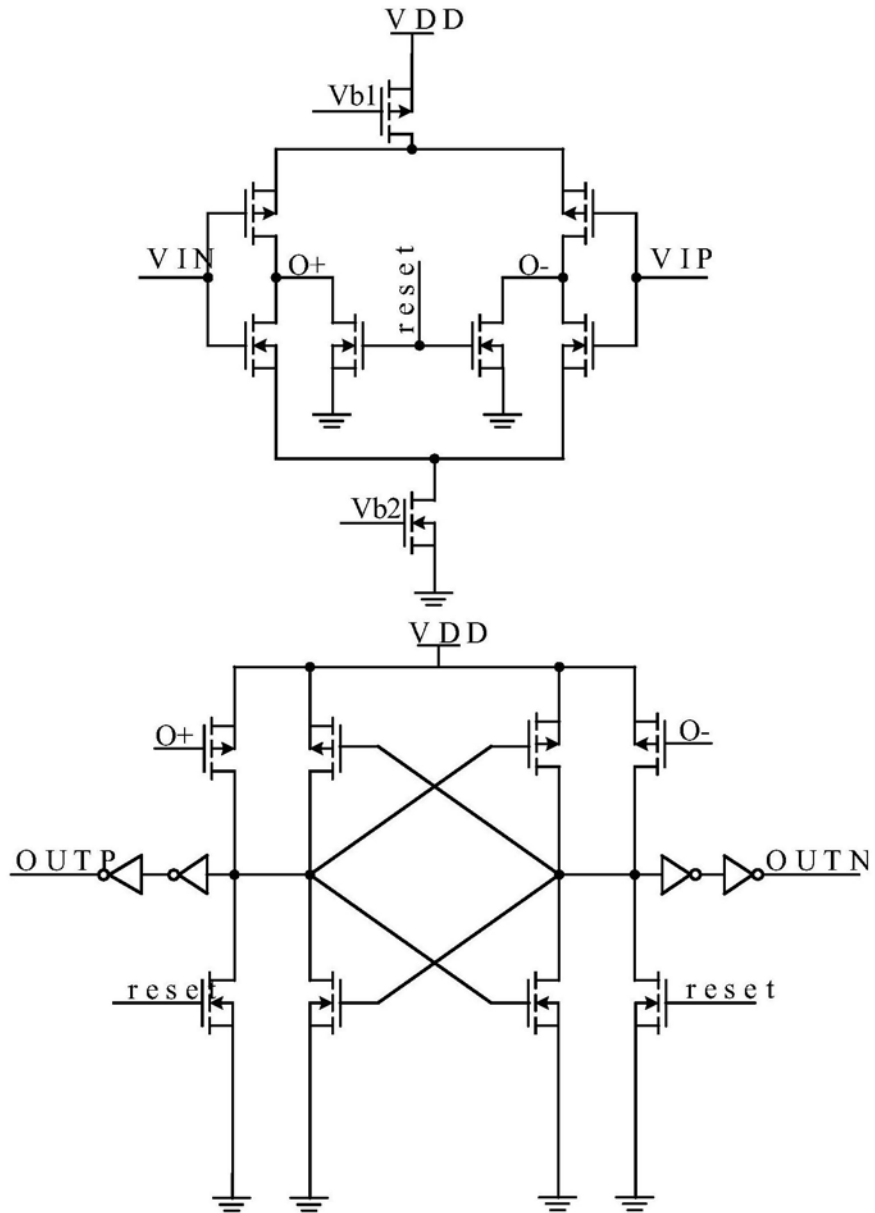 VDD
Vb1
VIN
O+
reset
O-
VIP
Vb2
VDD
O+
O-
OUTP
OUTN
reset
reset